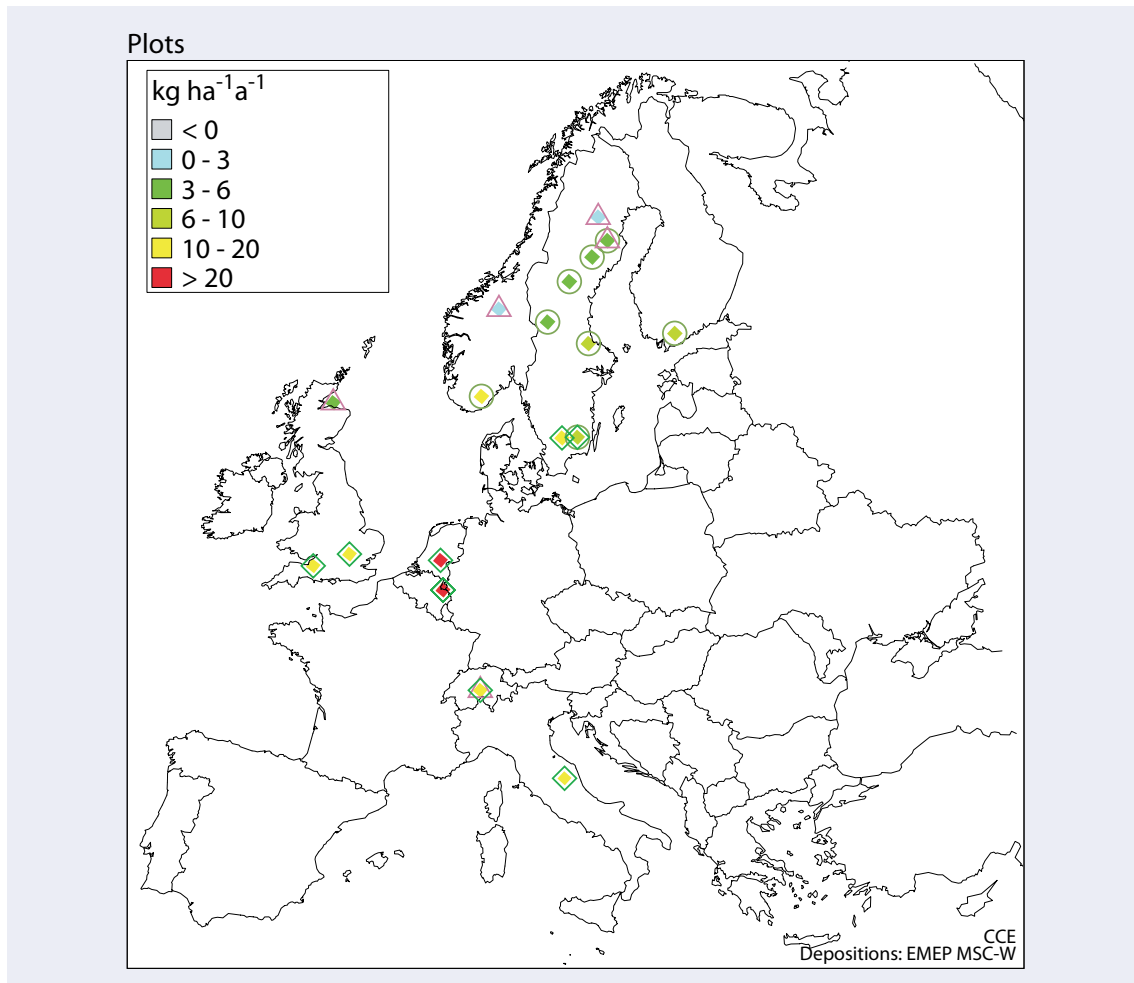 Plots
kg ha⁻¹a⁻¹
< 0
0 - 3
3 - 6
6 - 10
10 - 20
> 20
CCE
Depositions: EMEP MSC-W